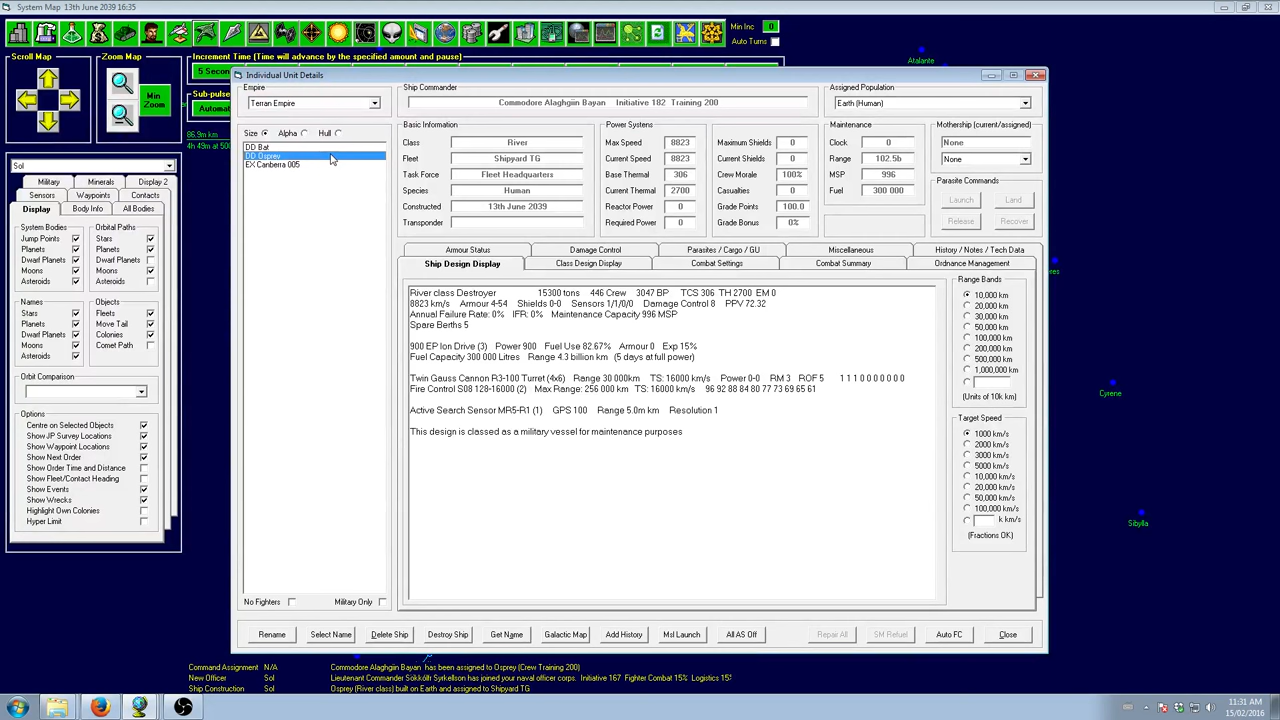 System Map 13th June 2039 16:35
Scroll Map
Zoom Map
Min Zoom
Increment Time (Time will advance by the specified amount and pause)
5 Secon
Sub-pulse
Automat
86.9m km
4h 49m at 5000
Min Inc 0
Auto Turns
Atalante
Cyrene
Sibylla
Sol
Military Minerals Display 2
Sensors Waypoints Contacts
Display Body Info All Bodies
System Bodies
Jump Points
Planets
Dwarf Planets
Moons
Asteroids
Orbital Paths
Stars
Planets
Dwarf Planets
Moons
Asteroids
Names
Stars
Planets
Dwarf Planets
Moons
Asteroids
Objects
Fleets
Move Tail
Colonies
Comet Path
Orbit Comparison
Options
Centre on Selected Objects
Show JP Survey Locations
Show Waypoint Locations
Show Next Order
Show Order Time and Distance
Show Fleet/Contact Heading
Show Events
Show Wrecks
Highlight Own Colonies
Hyper Limit
Individual Unit Details
Empire
Terran Empire
Size Alpha Hull
DD Bat
DD Osprey
EX Canberra 005
No Fighters Military Only
Ship Commander
Commodore Alaghgiin Bayan Initiative 182 Training 200
Assigned Population
Earth (Human)
Basic Information
Class River
Fleet Shipyard TG
Task Force Fleet Headquarters
Species Human
Constructed 13th June 2039
Transponder
Power Systems
Max Speed 8823
Current Speed 8823
Base Thermal 306
Current Thermal 2700
Reactor Power 0
Required Power 0
Maximum Shields 0
Current Shields 0
Crew Morale 100%
Casualties 0
Grade Points 100.0
Grade Bonus 0%
Maintenance
Clock 0
Range 102.5b
MSP 996
Fuel 300 000
Mothership (current/assigned)
None
None
Parasite Commands
Launch Land
Release Recover
Armour Status Damage Control Parasites / Cargo / GU Miscellaneous History / Notes / Tech Data
Ship Design Display Class Design Display Combat Settings Combat Summary Ordnance Management
River class Destroyer 15300 tons 446 Crew 3047 BP TCS 306 TH 2700 EM 0
8823 km/s Armour 4-54 Shields 0-0 Sensors 1/1/0/0 Damage Control 8 PPV 72.32
Annual Failure Rate: 0% IFR: 0% Maintenance Capacity 996 MSP
Spare Berths 5
900 EP Ion Drive (3) Power 900 Fuel Use 82.67% Armour 0 Exp 15%
Fuel Capacity 300 000 Litres Range 4.3 billion km (5 days at full power)
Twin Gauss Cannon R3-100 Turret (4x6) Range 30 000km TS: 16000 km/s Power 0-0 RM 3 ROF 5 1 1 1 0 0 0 0 0 0 0
Fire Control S08 128-16000 (2) Max Range: 256 000 km TS: 16000 km/s 96 92 88 84 80 77 73 69 65 61
Active Search Sensor MR5-R1 (1) GPS 100 Range 5.0m km Resolution 1
This design is classed as a military vessel for maintenance purposes
Range Bands
10,000 km
20,000 km
30,000 km
50,000 km
100,000 km
200,000 km
500,000 km
1,000,000 km
(Units of 10k km)
Target Speed
1000 km/s
2000 km/s
3000 km/s
5000 km/s
10,000 km/s
20,000 km/s
50,000 km/s
100,000 km/s
k km/s
(Fractions OK)
Rename Select Name Delete Ship Destroy Ship Get Name Galactic Map Add History Msl Launch All AS Off Repair All SM Refuel Auto FC Close
Command Assignment N/A Commodore Alaghgiin Bayan has been assigned to Osprey (Crew Training 200)
New Officer Sol Lieutenant Commander Sökkólfr Syrkellson has joined your naval officer corps. Initiative 167 Fighter Combat 15% Logistics 15%
Ship Construction Sol Osprey (River class) built on Earth and assigned to Shipyard TG
11:31 AM
15/02/2016